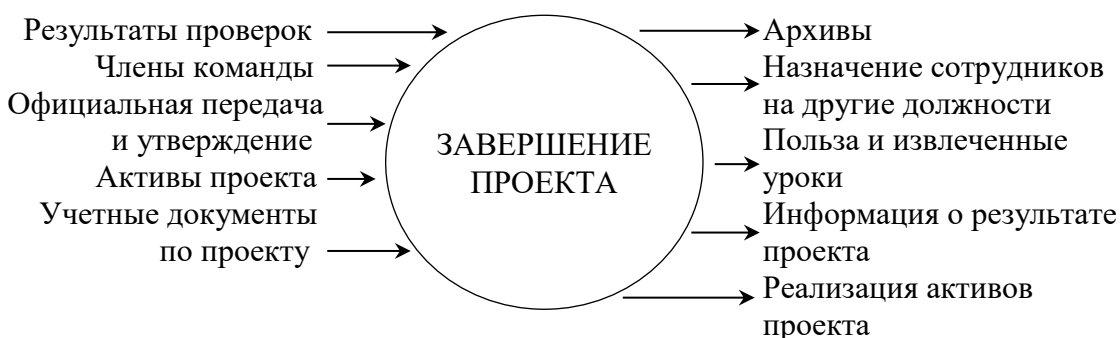 Результаты проверок
Члены команды
Официальная передача
и утверждение
Активы проекта
Учетные документы
по проекту
ЗАВЕРШЕНИЕ
ПРОЕКТА
Архивы
Назначение сотрудников
на другие должности
Польза и извлеченные
уроки
Информация о результате
проекта
Реализация активов
проекта